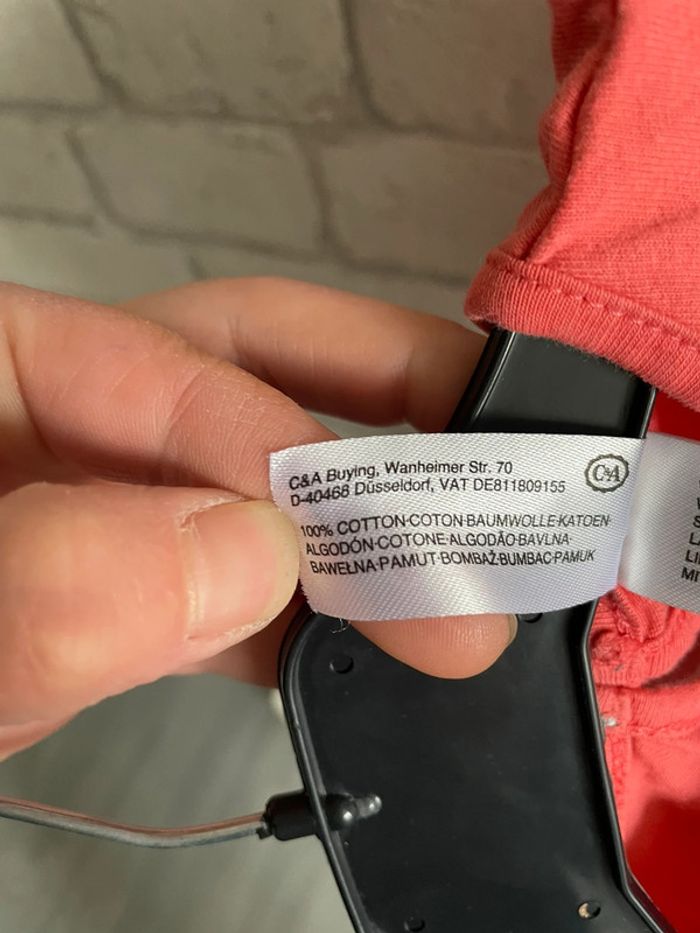 C&A Buying, Wanheimer Str. 70
D-40468 Düsseldorf, VAT DE811809155
C&A
100% COTTON·COTON·BAUMWOLLE·KATOEN·
ALGODÓN·COTONE·ALGODÃO·BAVLNA·
BAWEŁNA·PAMUT·BOMBAŽ·BUMBAC·PAMUK